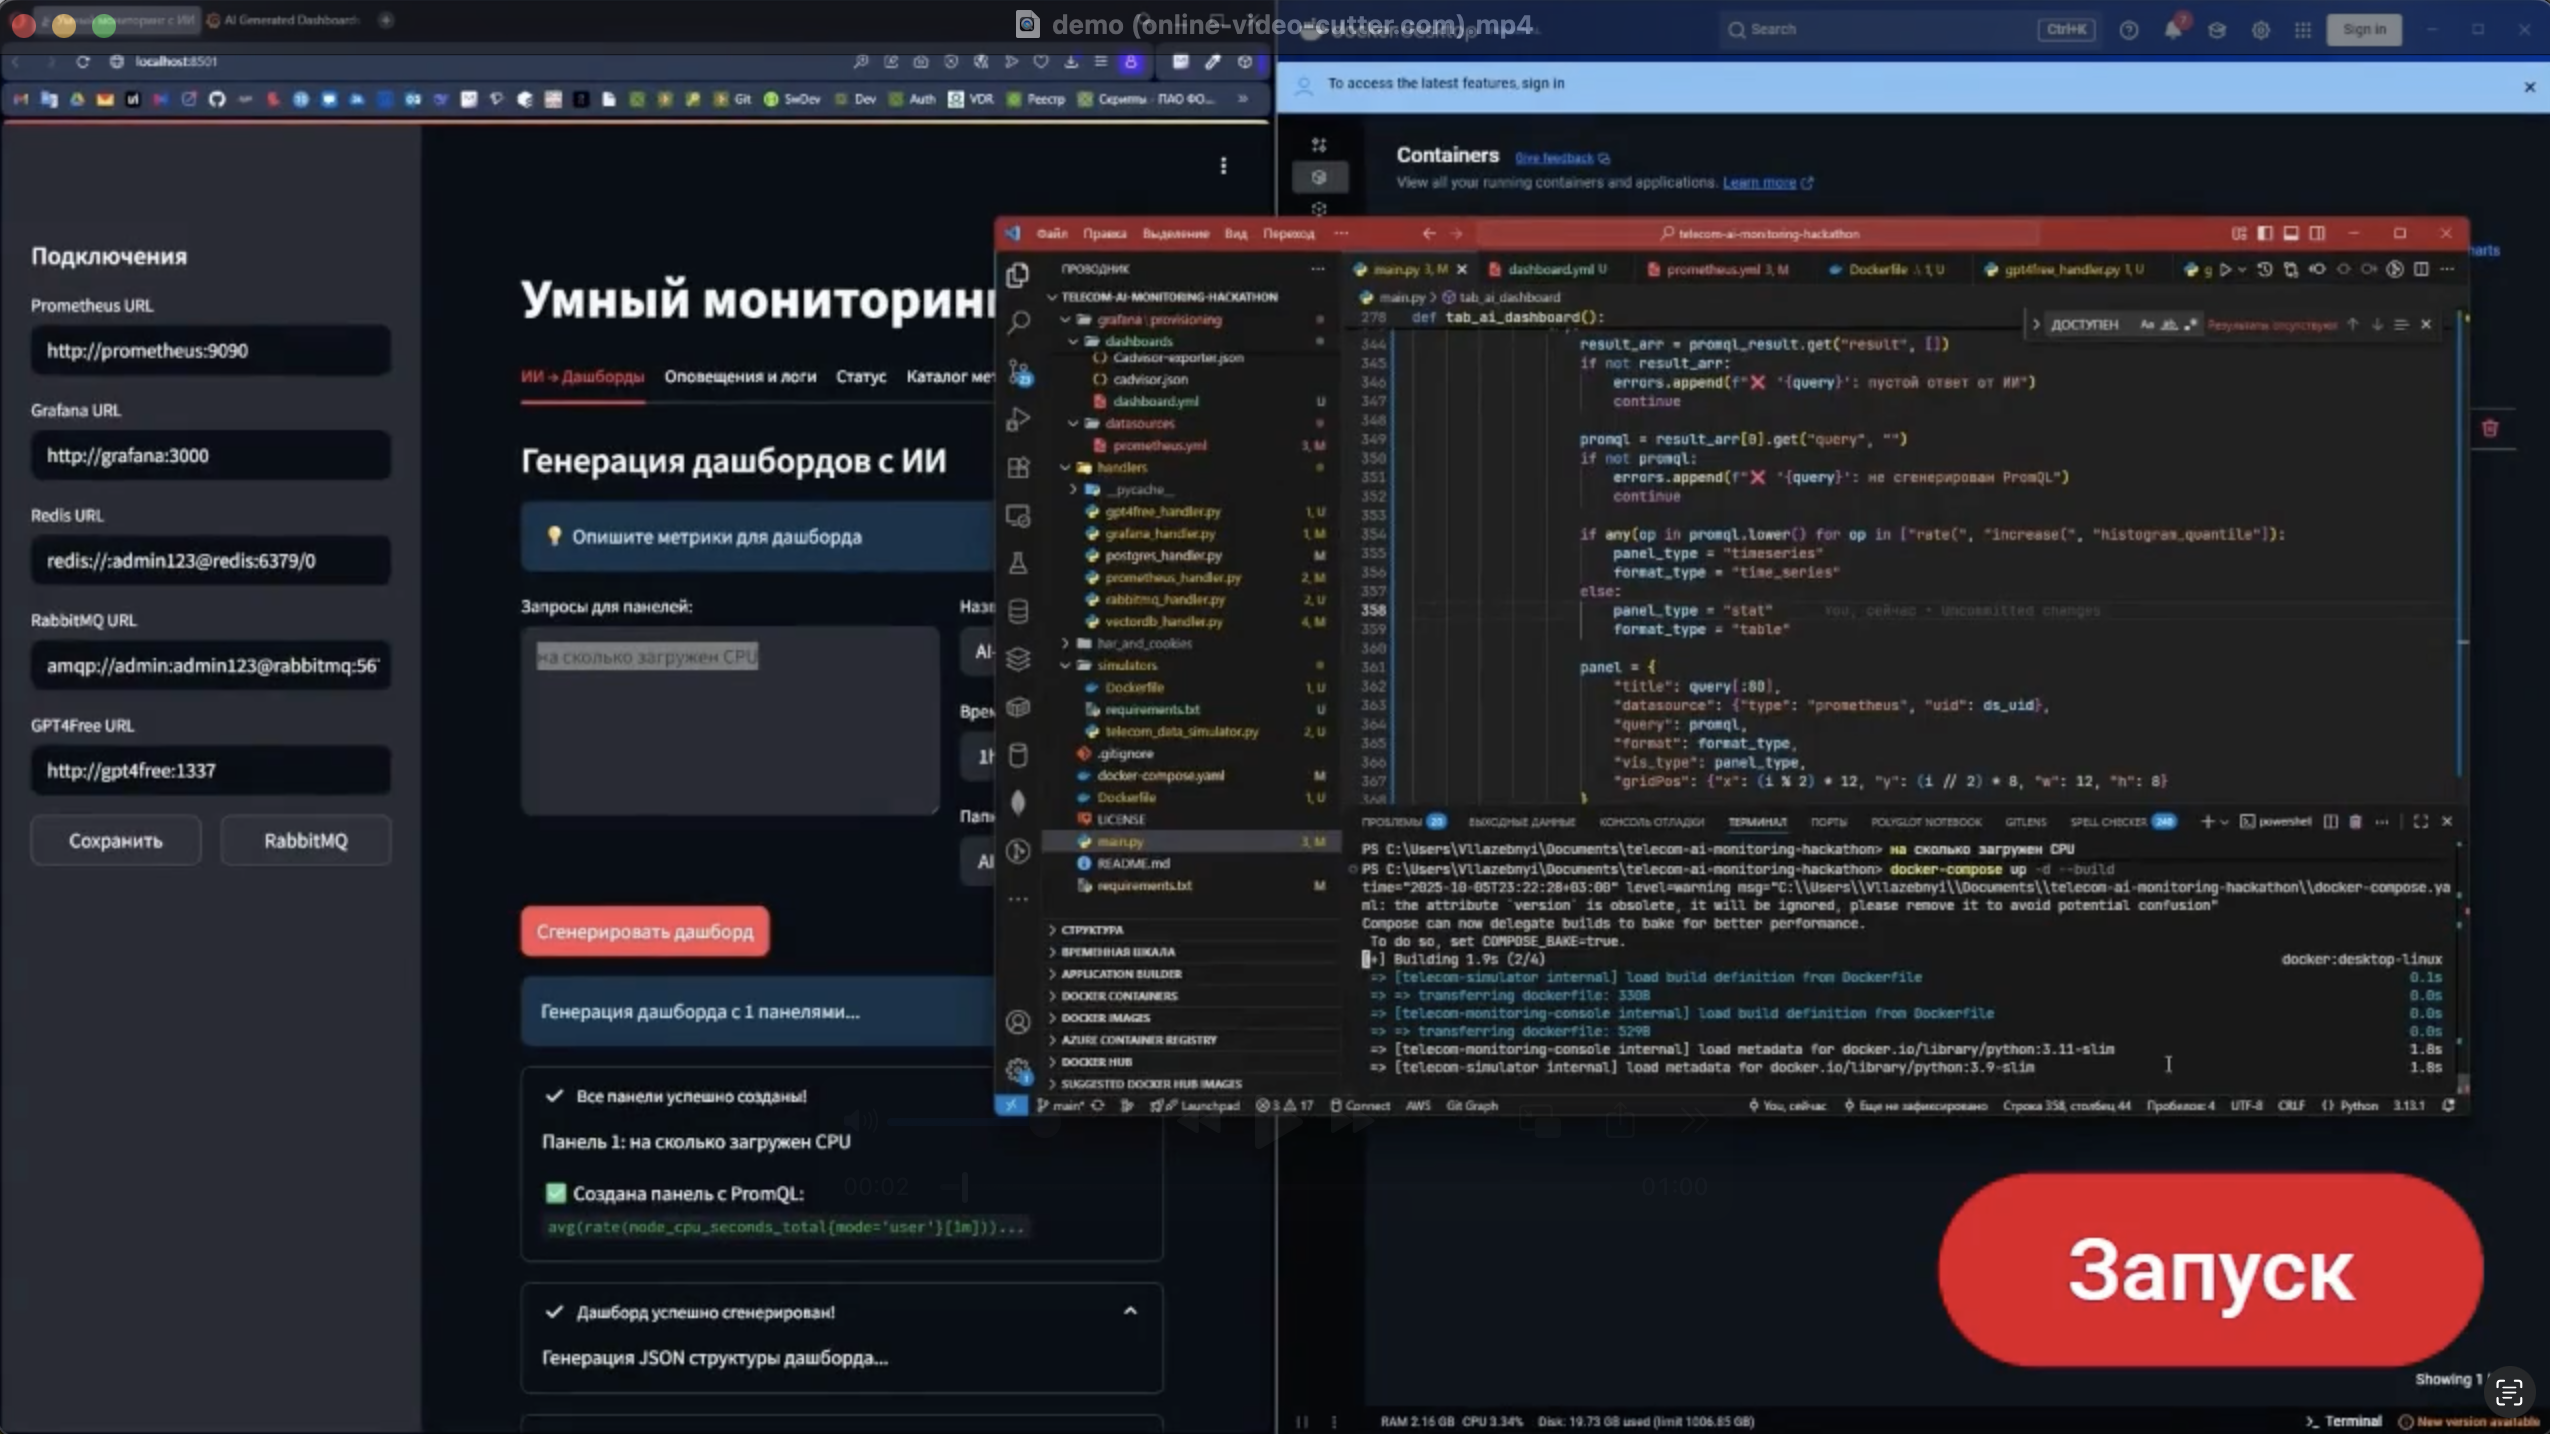 demo (online-video-cutter.com).mp4
AI Generated Dashboard
Search
Ctrl+K
Sign in
localhost:8501
To access the latest features, sign in
Git
SwDev
Dev
Auth
VDR
Реестр
Скрипты
ПАО ФО...
Containers
Give feedback
View all your running containers and applications. Learn more
Подключения
Prometheus URL
http://prometheus:9090
Grafana URL
http://grafana:3000
Redis URL
redis://:admin123@redis:6379/0
RabbitMQ URL
amqp://admin:admin123@rabbitmq:56
GPT4Free URL
http://gpt4free:1337
Сохранить
RabbitMQ
Умный мониторин
ИИ → Дашборды
Оповещения и логи
Статус
Каталог мет
Генерация дашбордов с ИИ
💡 Опишите метрики для дашборда
Запросы для панелей:
на сколько загружен CPU
Назв
AI-
Врем
1h
Папк
AI
Сгенерировать дашборд
Генерация дашборда с 1 панелями...
Все панели успешно созданы!
Панель 1: на сколько загружен CPU
✅ Создана панель с PromQL:
avg(rate(node_cpu_seconds_total{mode='user'}[1m]))...
Дашборд успешно сгенерирован!
Генерация JSON структуры дашборда...
Файл Правка Выделение Вид Переход ...
telecom-ai-monitoring-hackathon
ПРОВОДНИК
TELECOM-AI-MONITORING-HACKATHON
grafana \ provisioning
dashboards
Cadvisor-exporter.json
cadvisor.json
dashboard.yml U
datasources
prometheus.yml 3, M
handlers
__pycache__
gpt4free_handler.py 1, U
grafana_handler.py 1, M
postgres_handler.py M
prometheus_handler.py 2, M
rabbitmq_handler.py 2, U
vectordb_handler.py 4, M
har_and_cookies
simulators
Dockerfile 1, U
requirements.txt U
telecom_data_simulator.py 2, U
.gitignore
docker-compose.yaml M
Dockerfile 1, U
LICENSE
main.py 3, M
README.md
requirements.txt M
СТРУКТУРА
ВРЕМЕННАЯ ШКАЛА
APPLICATION BUILDER
DOCKER CONTAINERS
DOCKER IMAGES
AZURE CONTAINER REGISTRY
DOCKER HUB
SUGGESTED DOCKER HUB IMAGES
main.py 3, M
dashboard.yml U
prometheus.yml 3, M
Dockerfile .\ 1, U
gpt4free_handler.py 1, U
main.py > tab_ai_dashboard
278 def tab_ai_dashboard():
ДОСТУПЕН
Результаты отсутствуют
344 result_arr = promql_result.get("result", [])
345 if not result_arr:
346 errors.append(f"❌ '{query}': пустой ответ от ИИ")
347 continue
348
349 promql = result_arr[0].get("query", "")
350 if not promql:
351 errors.append(f"❌ '{query}': не сгенерирован PromQL")
352 continue
353
354 if any(op in promql.lower() for op in ["rate(", "increase(", "histogram_quantile"]):
355 panel_type = "timeseries"
356 format_type = "time_series"
357 else:
358 panel_type = "stat" You, сейчас • Uncommitted changes
359 format_type = "table"
360
361 panel = {
362 "title": query[:80],
363 "datasource": {"type": "prometheus", "uid": ds_uid},
364 "query": promql,
365 "format": format_type,
366 "vis_type": panel_type,
367 "gridPos": {"x": (i % 2) * 12, "y": (i // 2) * 8, "w": 12, "h": 8}
368 }
ПРОБЛЕМЫ 20 ВЫХОДНЫЕ ДАННЫЕ КОНСОЛЬ ОТЛАДКИ ТЕРМИНАЛ ПОРТЫ POLYGLOT NOTEBOOK GITLENS SPELL CHECKER 240 powershell
PS C:\Users\Vllazebnyi\Documents\telecom-ai-monitoring-hackathon> на сколько загружен CPU
PS C:\Users\Vllazebnyi\Documents\telecom-ai-monitoring-hackathon> docker-compose up -d --build
time="2025-10-05T23:22:28+03:00" level=warning msg="C:\\Users\\Vllazebnyi\\Documents\\telecom-ai-monitoring-hackathon\\docker-compose.ya
ml: the attribute `version` is obsolete, it will be ignored, please remove it to avoid potential confusion"
Compose can now delegate builds to bake for better performance.
To do so, set COMPOSE_BAKE=true.
[+] Building 1.9s (2/4) docker:desktop-linux
=> [telecom-simulator internal] load build definition from Dockerfile 0.1s
=> => transferring dockerfile: 330B 0.0s
=> [telecom-monitoring-console internal] load build definition from Dockerfile 0.0s
=> => transferring dockerfile: 529B 0.0s
=> [telecom-monitoring-console internal] load metadata for docker.io/library/python:3.11-slim 1.8s
=> [telecom-simulator internal] load metadata for docker.io/library/python:3.9-slim 1.8s
main* Launchpad 3 17 Connect AWS Git Graph You, сейчас Еще не зафиксировано Строка 358, столбец 44 Пробелов: 4 UTF-8 CRLF {} Python 3.13.1
00:02
01:00
Запуск
Showing 1
RAM 2.16 GB CPU 3.34% Disk: 19.73 GB used (limit 1006.85 GB)
Terminal
New version available